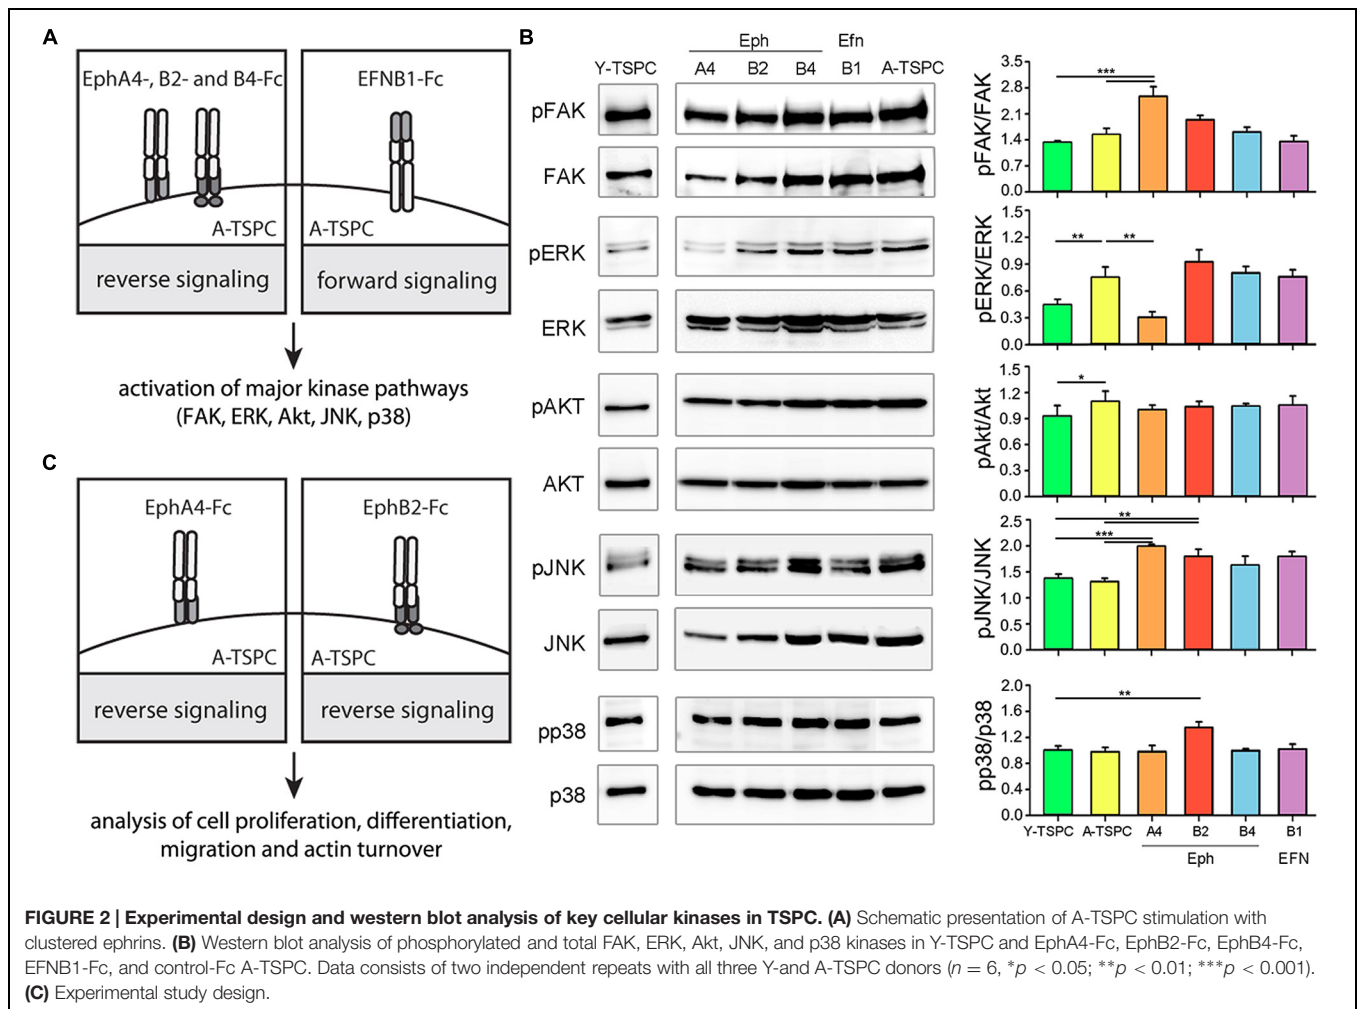 A
EphA4-, B2- and B4-Fc
EFNB1-Fc
A-TSPC
A-TSPC
reverse signaling
forward signaling
activation of major kinase pathways
(FAK, ERK, Akt, JNK, p38)
C
EphA4-Fc
EphB2-Fc
A-TSPC
A-TSPC
reverse signaling
reverse signaling
analysis of cell proliferation, differentiation,
migration and actin turnover
B
Eph
Efn
Y-TSPC A4 B2 B4 B1 A-TSPC
pFAK
FAK
pERK
ERK
pAKT
AKT
pJNK
JNK
pp38
p38
pFAK/FAK
3.5
2.8
2.1
1.4
0.7
0.0
***
pERK/ERK
1.5
1.2
0.9
0.6
0.3
0.0
** **
pAkt/Akt
1.5
1.2
0.9
0.6
0.3
0.0
*
pJNK/JNK
2.5
2.0
1.5
1.0
0.5
0.0
**
***
pp38/p38
2.0
1.6
1.2
0.8
0.4
0.0
**
Y-TSPC A-TSPC A4 B2 B4 B1
Eph EFN
FIGURE 2 | Experimental design and western blot analysis of key cellular kinases in TSPC. (A) Schematic presentation of A-TSPC stimulation with
clustered ephrins. (B) Western blot analysis of phosphorylated and total FAK, ERK, Akt, JNK, and p38 kinases in Y-TSPC and EphA4-Fc, EphB2-Fc, EphB4-Fc,
EFNB1-Fc, and control-Fc A-TSPC. Data consists of two independent repeats with all three Y-and A-TSPC donors (n = 6, *p < 0.05; **p < 0.01; ***p < 0.001).
(C) Experimental study design.